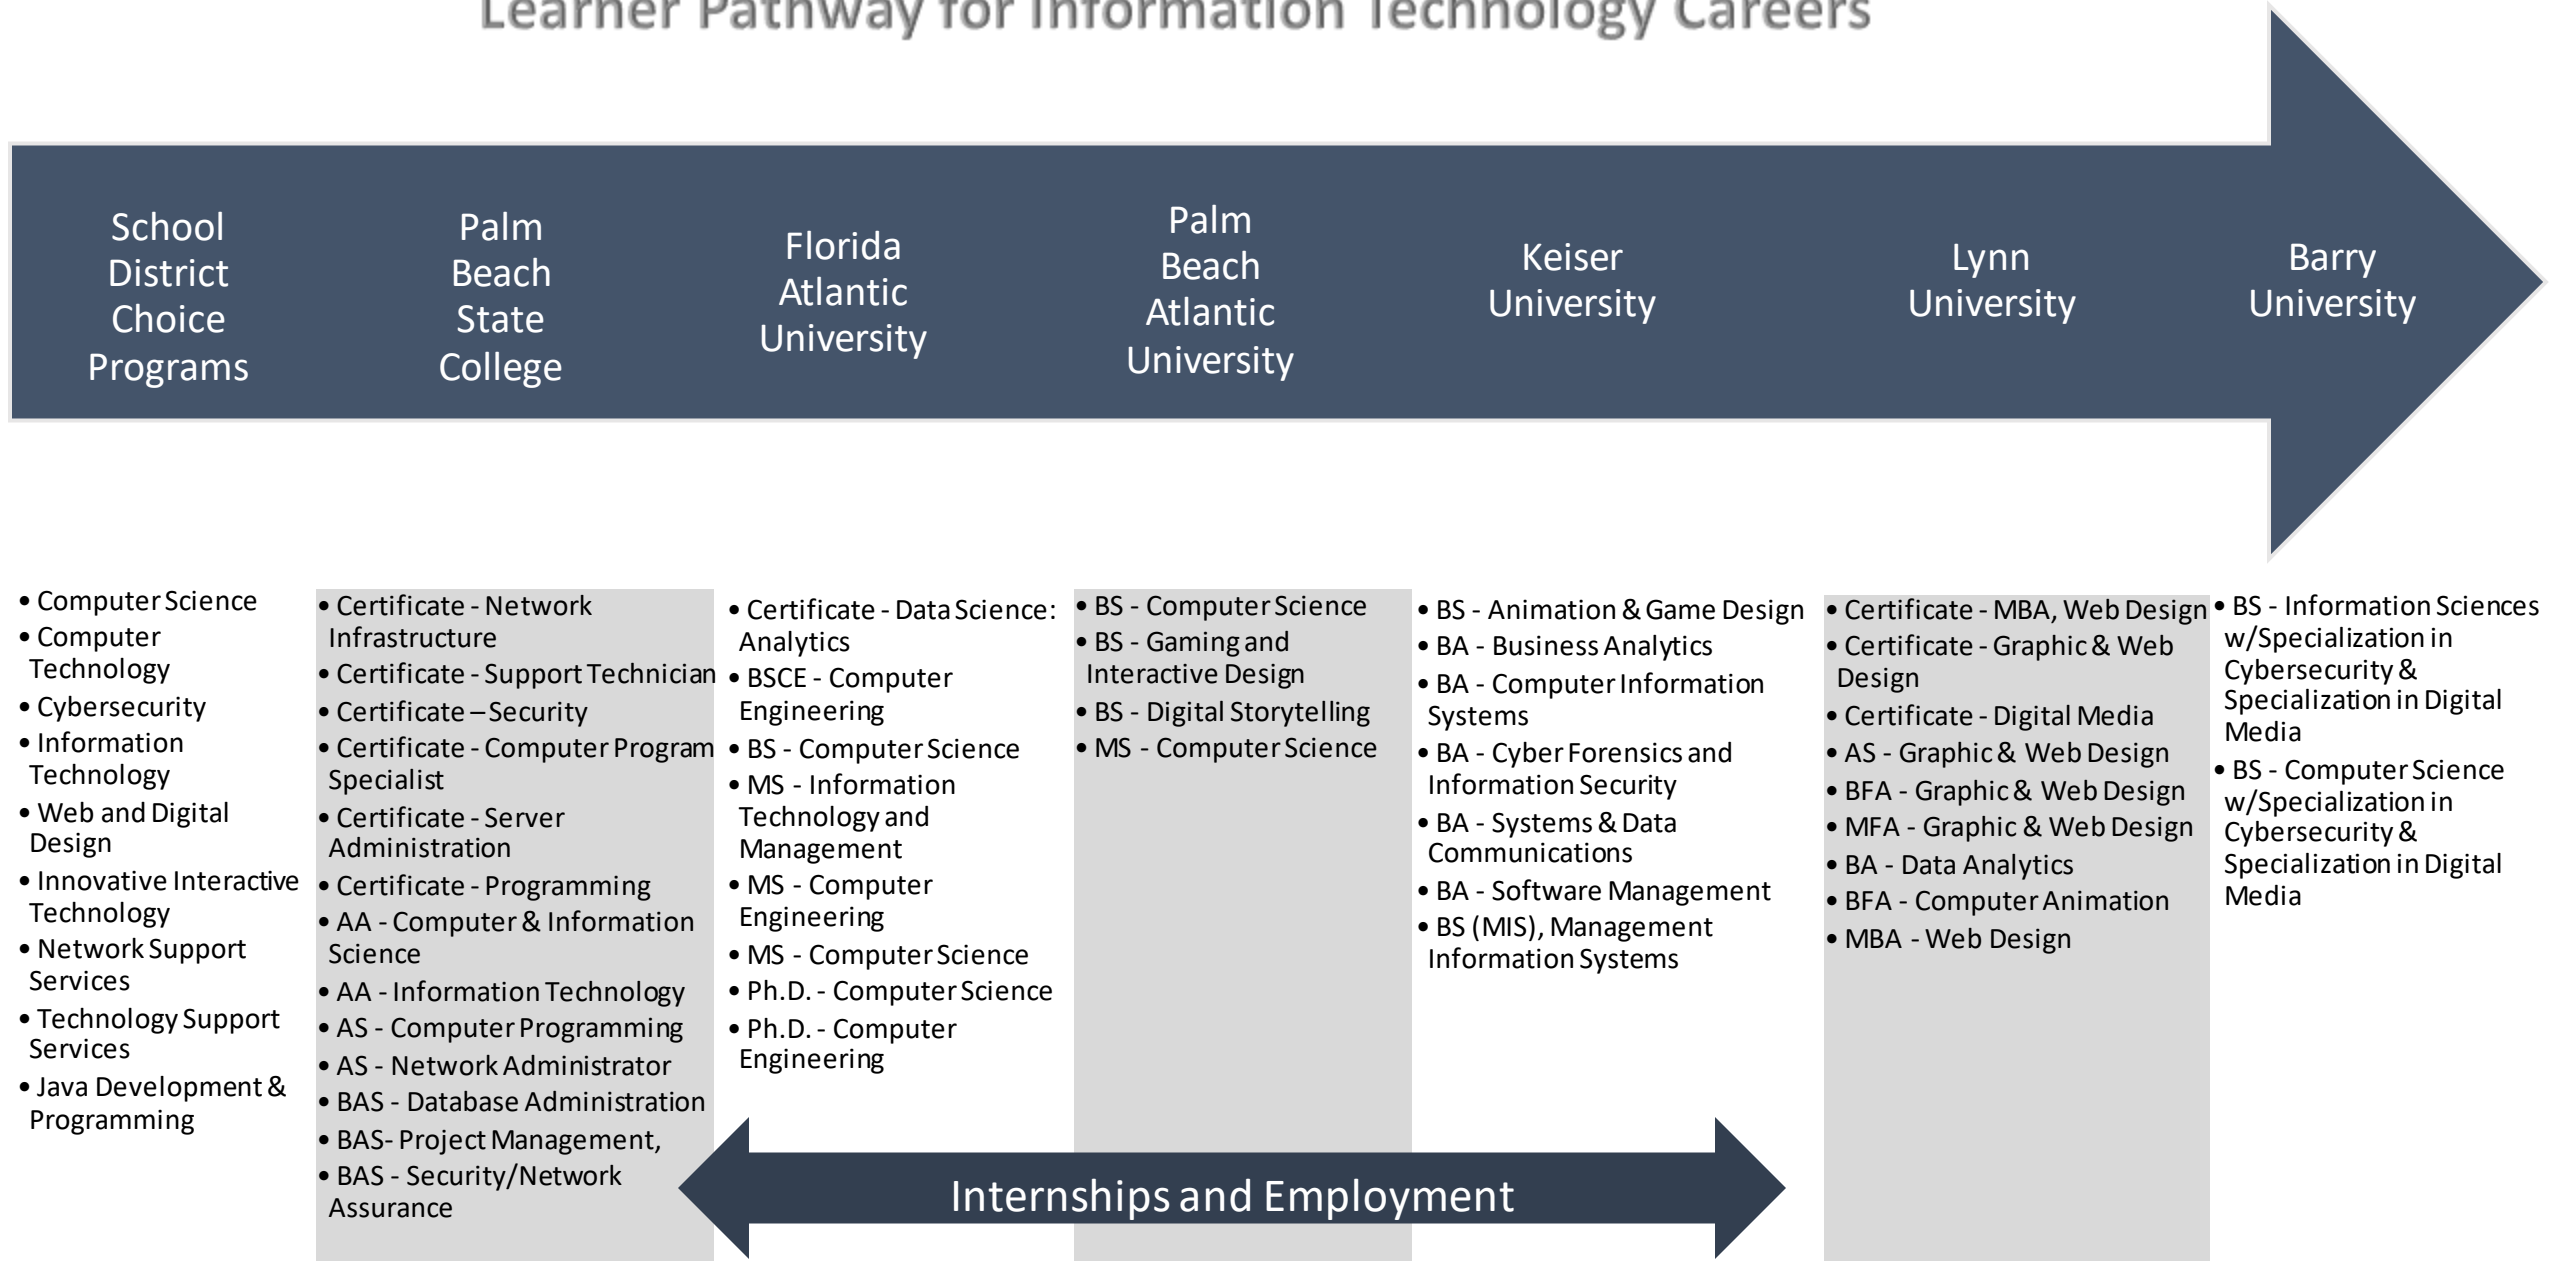 Learner Pathway for Information Technology Careers
School
District
Choice
Programs
Palm
Beach
State
College
Florida
Atlantic
University
Palm
Beach
Atlantic
University
Keiser
University
Lynn
University
Barry
University
• Computer Science
• Computer
Technology
• Cybersecurity
• Information
Technology
• Web and Digital
Design
• Innovative Interactive
Technology
• Network Support
Services
• Technology Support
Services
• Java Development &
Programming
• Certificate - Network
Infrastructure
• Certificate - Support Technician
• Certificate – Security
• Certificate - Computer Program
Specialist
• Certificate - Server
Administration
• Certificate - Programming
• AA - Computer & Information
Science
• AA - Information Technology
• AS - Computer Programming
• AS - Network Administrator
• BAS - Database Administration
• BAS- Project Management,
• BAS - Security/Network
Assurance
• Certificate - Data Science:
Analytics
• BSCE - Computer
Engineering
• BS - Computer Science
• MS - Information
Technology and
Management
• MS - Computer
Engineering
• MS - Computer Science
• Ph.D. - Computer Science
• Ph.D. - Computer
Engineering
• BS - Computer Science
• BS - Gaming and
Interactive Design
• BS - Digital Storytelling
• MS - Computer Science
• BS - Animation & Game Design
• BA - Business Analytics
• BA - Computer Information
Systems
• BA - Cyber Forensics and
Information Security
• BA - Systems & Data
Communications
• BA - Software Management
• BS (MIS), Management
Information Systems
• Certificate - MBA, Web Design
• Certificate - Graphic & Web
Design
• Certificate - Digital Media
• AS - Graphic & Web Design
• BFA - Graphic & Web Design
• MFA - Graphic & Web Design
• BA - Data Analytics
• BFA - Computer Animation
• MBA - Web Design
• BS - Information Sciences
w/Specialization in
Cybersecurity &
Specialization in Digital
Media
• BS - Computer Science
w/Specialization in
Cybersecurity &
Specialization in Digital
Media
Internships and Employment